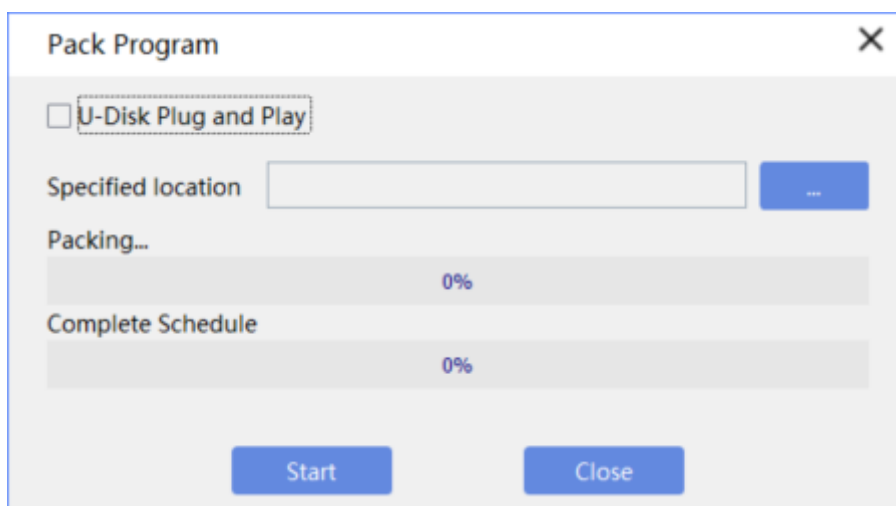 Pack Program
U-Disk Plug and Play
Specified location
...
Packing...
0%
Complete Schedule
0%
Start Close